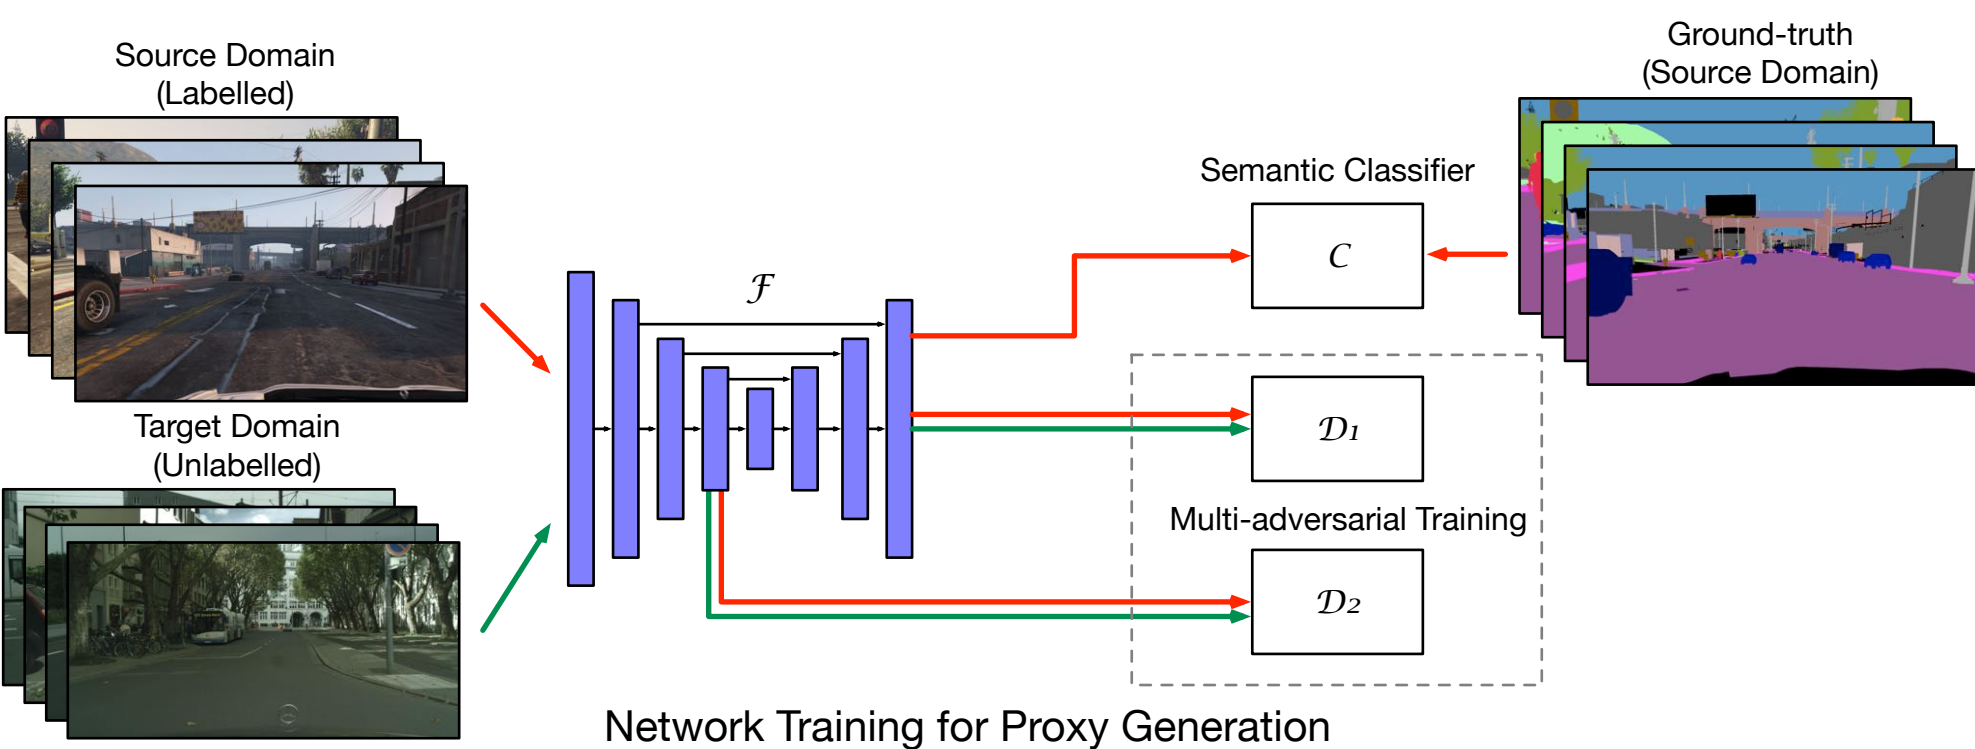 Source Domain
(Labelled)
Target Domain
(Unlabelled)
ℱ
Semantic Classifier
C
𝒟1
Multi-adversarial Training
𝒟2
Ground-truth
(Source Domain)
Network Training for Proxy Generation